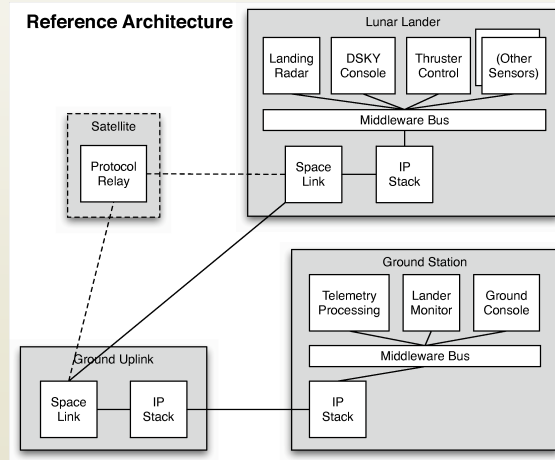 Reference Architecture
Lunar Lander
Landing
Radar
DSKY
Console
Thruster
Control
(Other
Sensors)
Middleware Bus
Space
Link
IP
Stack
Satellite
Protocol
Relay
Ground Station
Telemetry
Processing
Lander
Monitor
Ground
Console
Middleware Bus
IP
Stack
Ground Uplink
Space
Link
IP
Stack